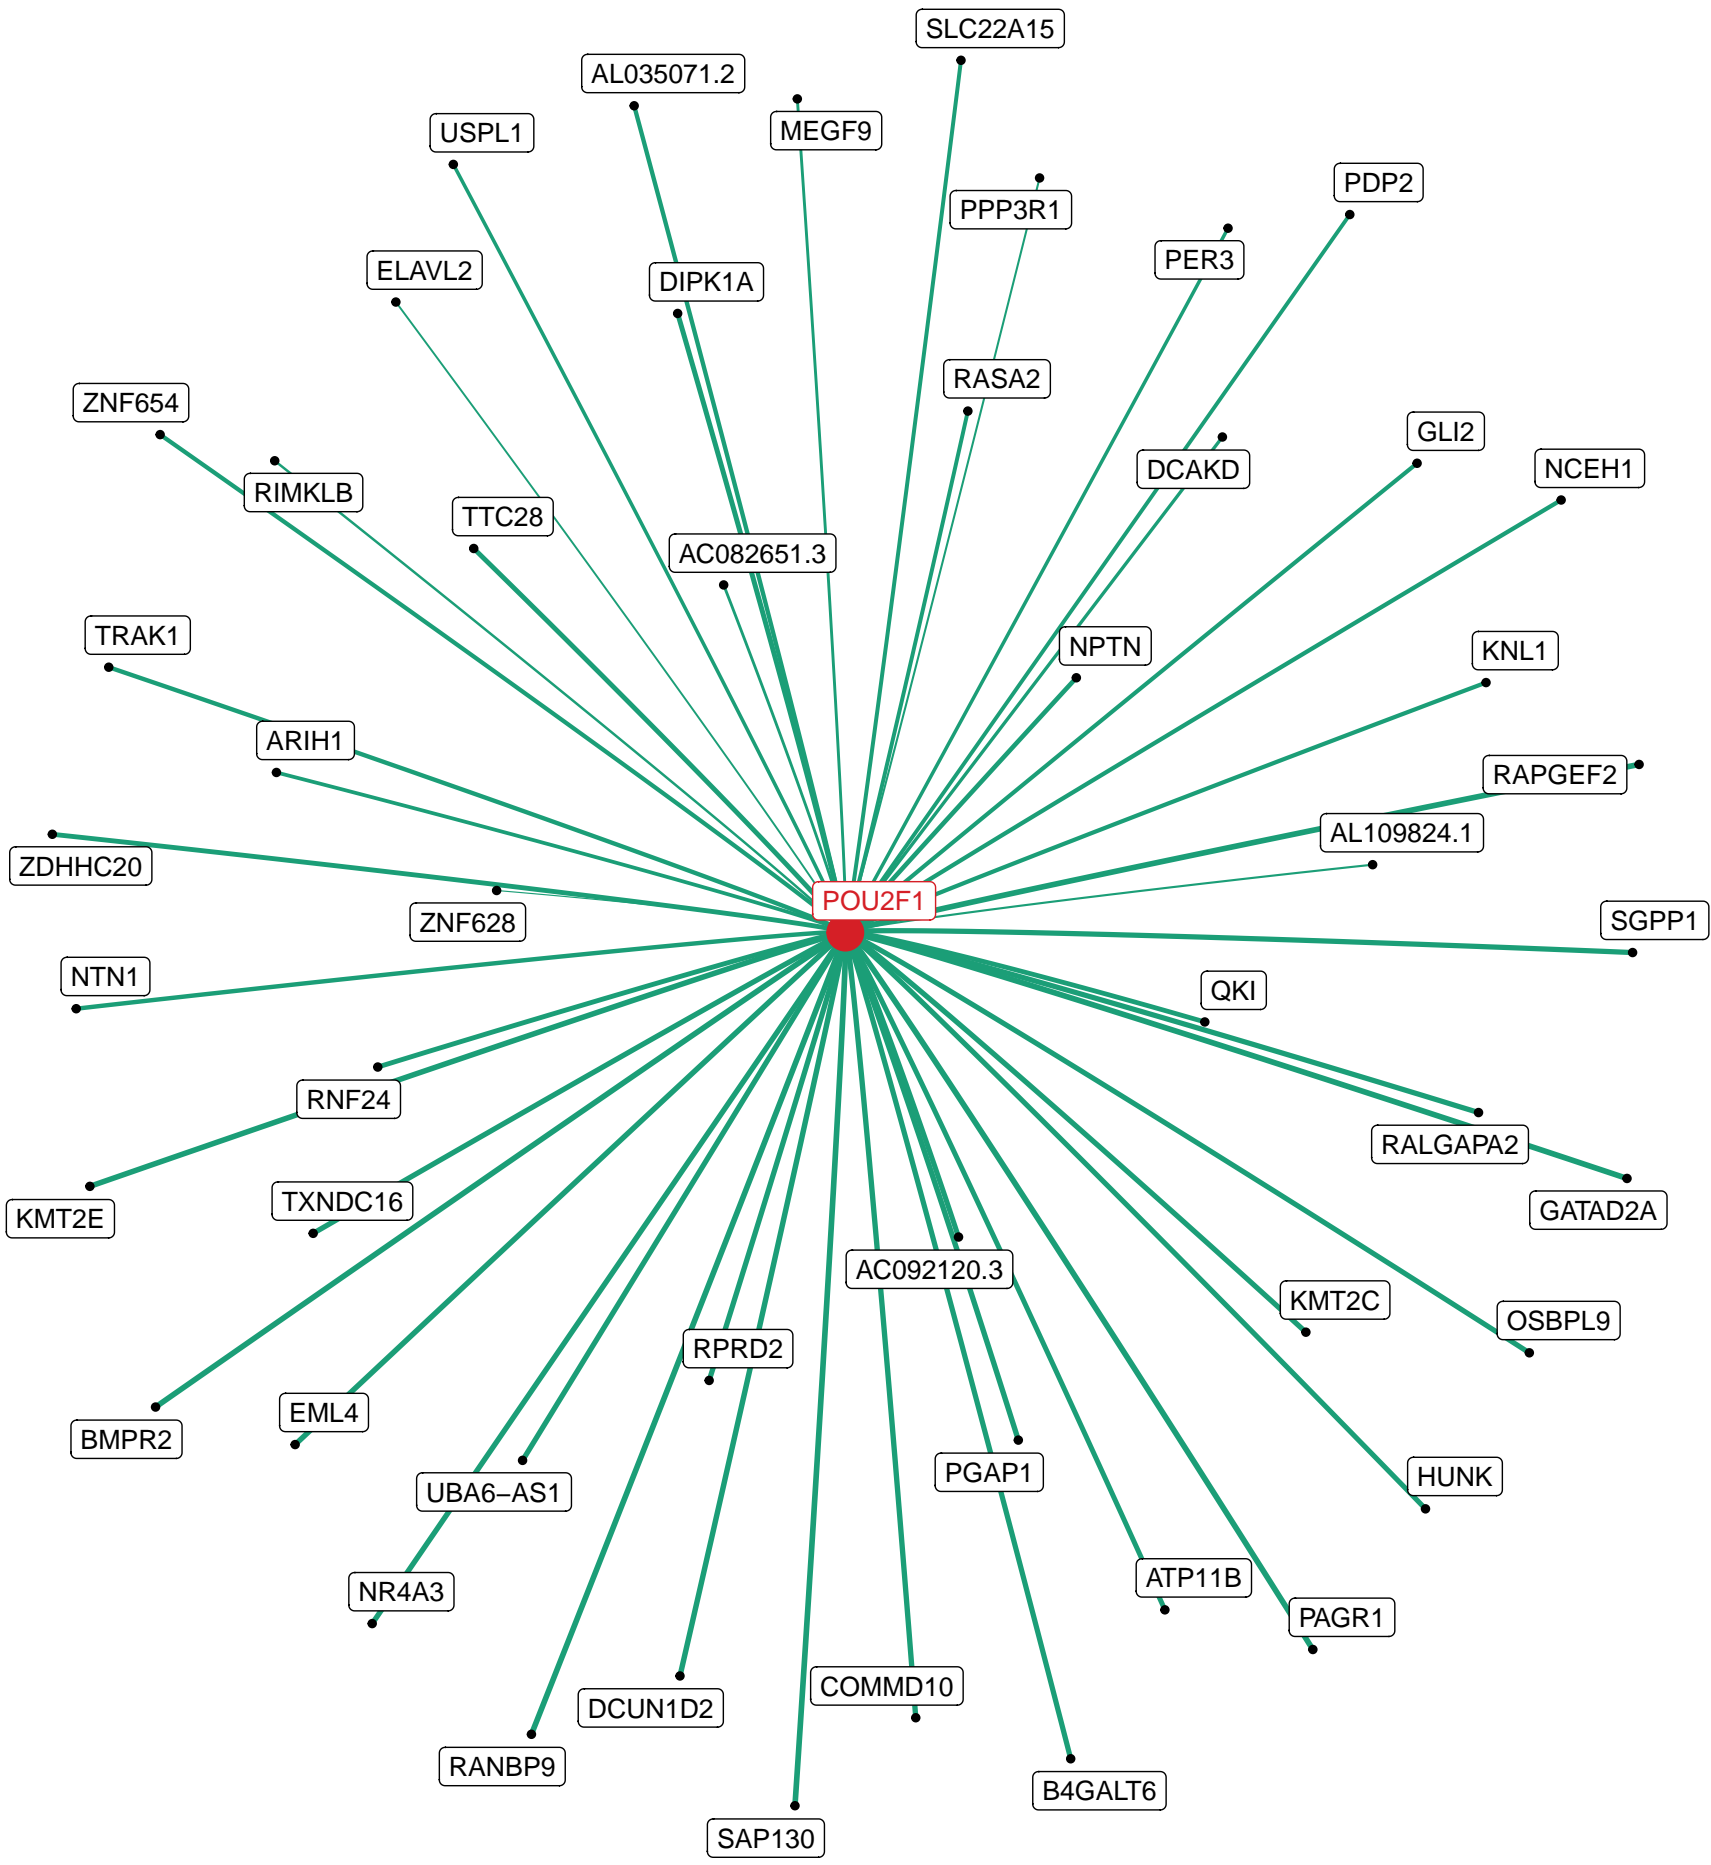 SLC22A15
AL035071.2
MEGF9
USPL1
PDP2
PPP3R1
PER3
ELAVL2
DIPK1A
RASA2
ZNF654
GLI2
NCEH1
DCAKD
RIMKLB
TTC28
AC082651.3
TRAK1
NPTN
KNL1
ARIH1
RAPGEF2
AL109824.1
ZDHHC20
POU2F1
ZNF628
SGPP1
NTN1
QKI
RNF24
RALGAPA2
TXNDC16
GATAD2A
KMT2E
AC092120.3
KMT2C
OSBPL9
RPRD2
EML4
BMPR2
PGAP1
HUNK
UBA6−AS1
ATP11B
NR4A3
PAGR1
COMMD10
DCUN1D2
RANBP9
B4GALT6
SAP130